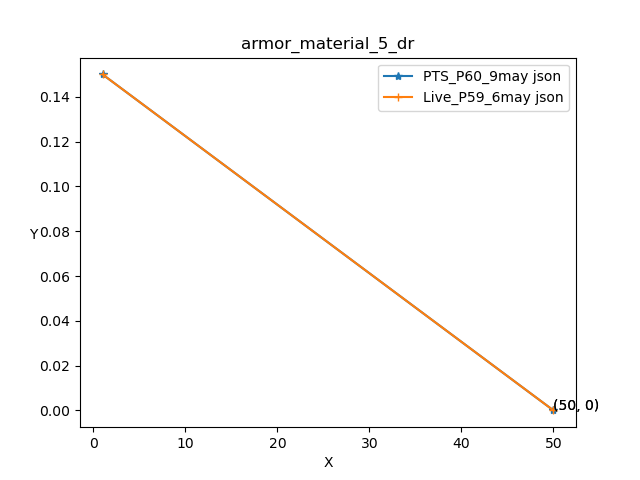 armor_material_5_dr
PTS_P60_9may json
Live_P59_6may json
0.14
0.12
0.10
0.08
0.06
0.04
0.02
0.00
Y
(50, 0)
0 10 20 30 40 50
X